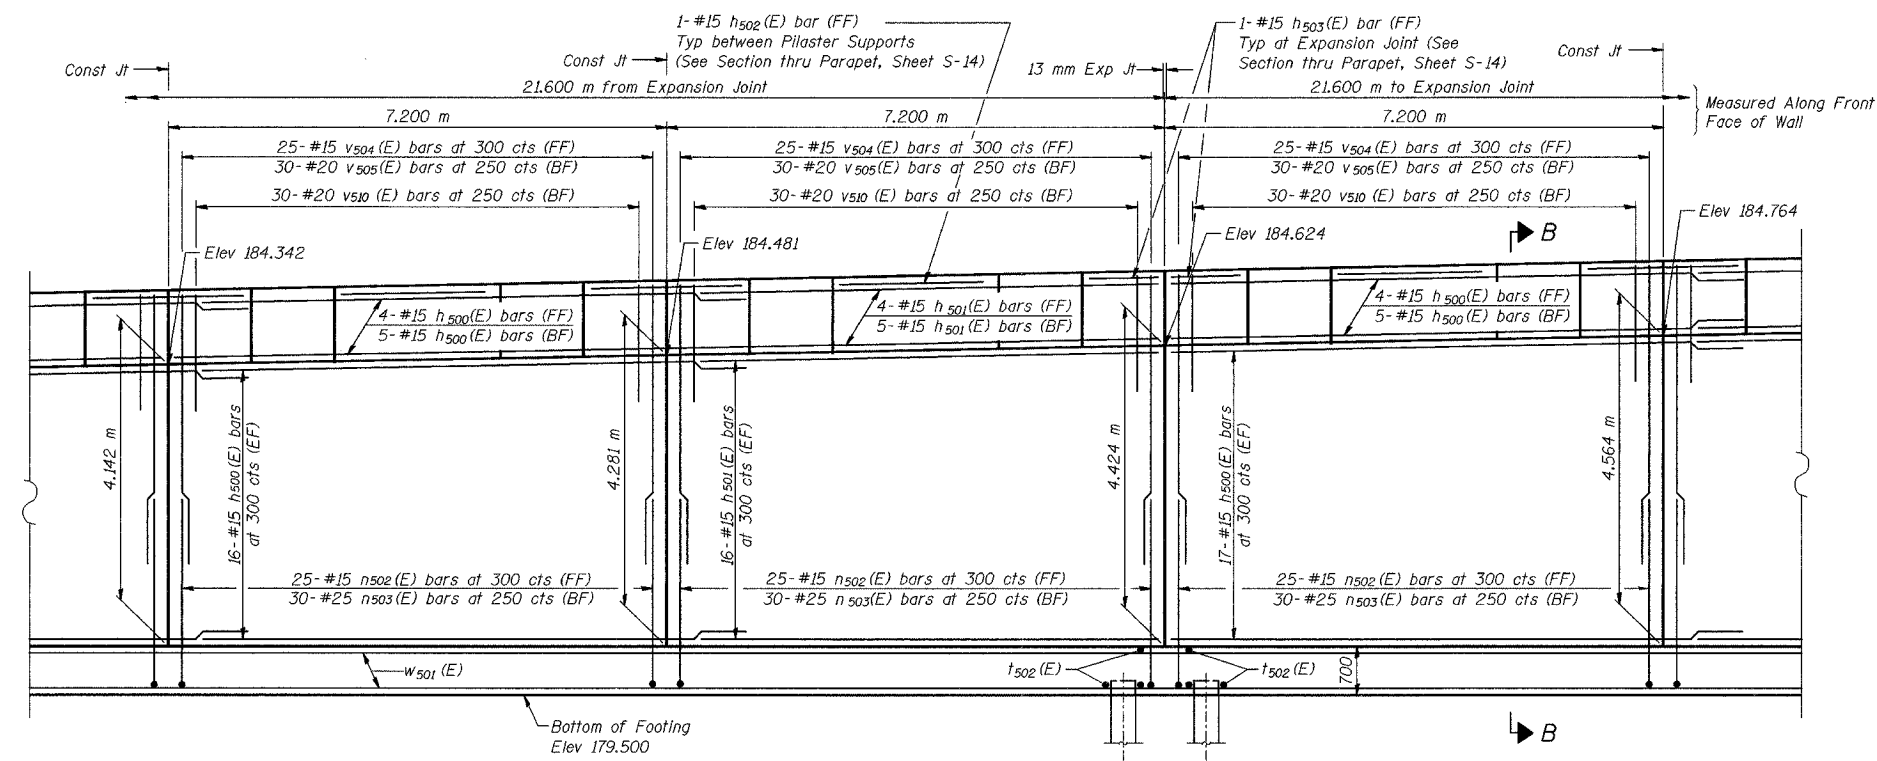 1-#15 h502(E) bar (FF)
Typ between Pilaster Supports
(See Section thru Parapet, Sheet S-14)
1-#15 h503(E) bar (FF)
Typ at Expansion Joint (See
Section thru Parapet, Sheet S-14)
Const Jt
Const Jt
13 mm Exp Jt
Const Jt
21.600 m from Expansion Joint
21.600 m to Expansion Joint
Measured Along Front
Face of Wall
7.200 m
7.200 m
7.200 m
25-#15 v504(E) bars at 300 cts (FF)
30-#20 v505(E) bars at 250 cts (BF)
30-#20 v510 (E) bars at 250 cts (BF)
25-#15 v504(E) bars at 300 cts (FF)
30-#20 v505(E) bars at 250 cts (BF)
30-#20 v510 (E) bars at 250 cts (BF)
25-#15 v504(E) bars at 300 cts (FF)
30-#20 v505(E) bars at 250 cts (BF)
30-#20 v510 (E) bars at 250 cts (BF)
Elev 184.342
Elev 184.481
Elev 184.624
Elev 184.764
B
4-#15 h500(E) bars (FF)
5-#15 h500(E) bars (BF)
4-#15 h501(E) bars (FF)
5-#15 h501(E) bars (BF)
4-#15 h500(E) bars (FF)
5-#15 h500(E) bars (BF)
4.142 m
16-#15 h500(E) bars
at 300 cts (EF)
4.281 m
16-#15 h501(E) bars
at 300 cts (EF)
4.424 m
17-#15 h500(E) bars
at 300 cts (EF)
4.564 m
25-#15 n502(E) bars at 300 cts (FF)
30-#25 n503(E) bars at 250 cts (BF)
25-#15 n502(E) bars at 300 cts (FF)
30-#25 n503(E) bars at 250 cts (BF)
25-#15 n502(E) bars at 300 cts (FF)
30-#25 n503(E) bars at 250 cts (BF)
w501 (E)
t502(E)
t502(E)
700
Bottom of Footing
Elev 179.500
B